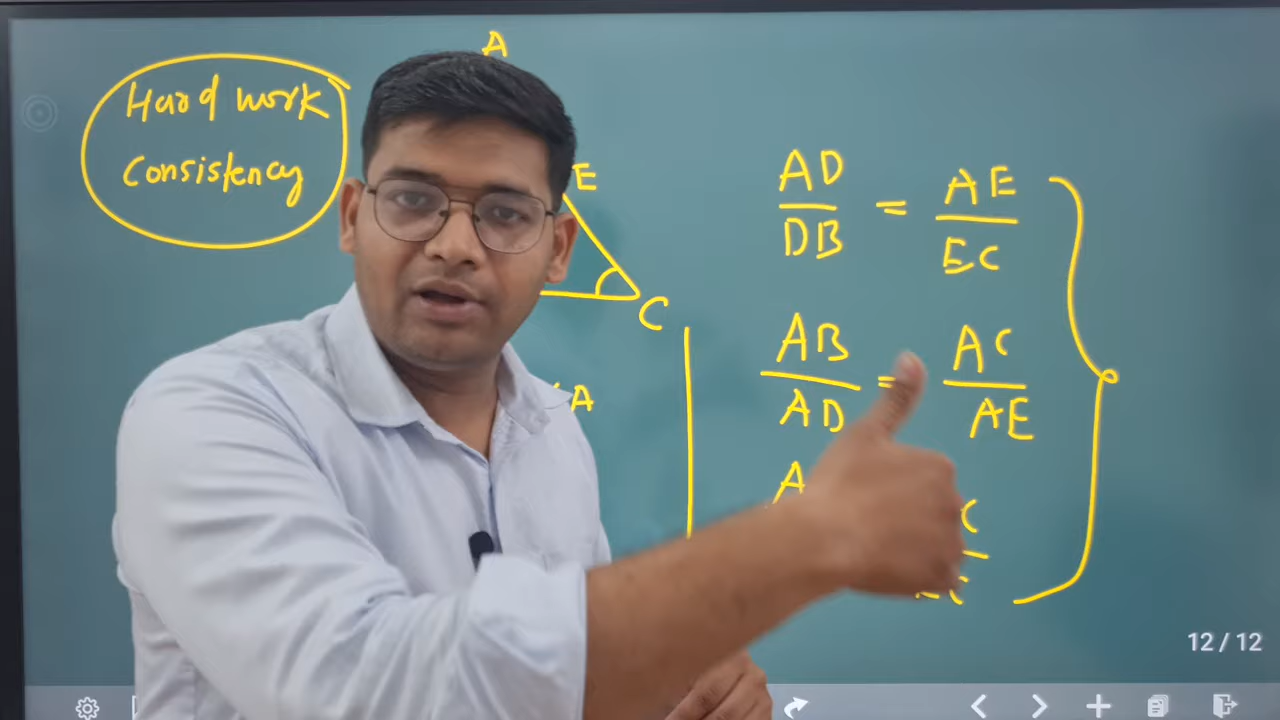 Hard work
Consistency
A
E
C
A
AD
DB
=
AE
EC
AB
AD
=
AC
AE
A
C
12 / 12